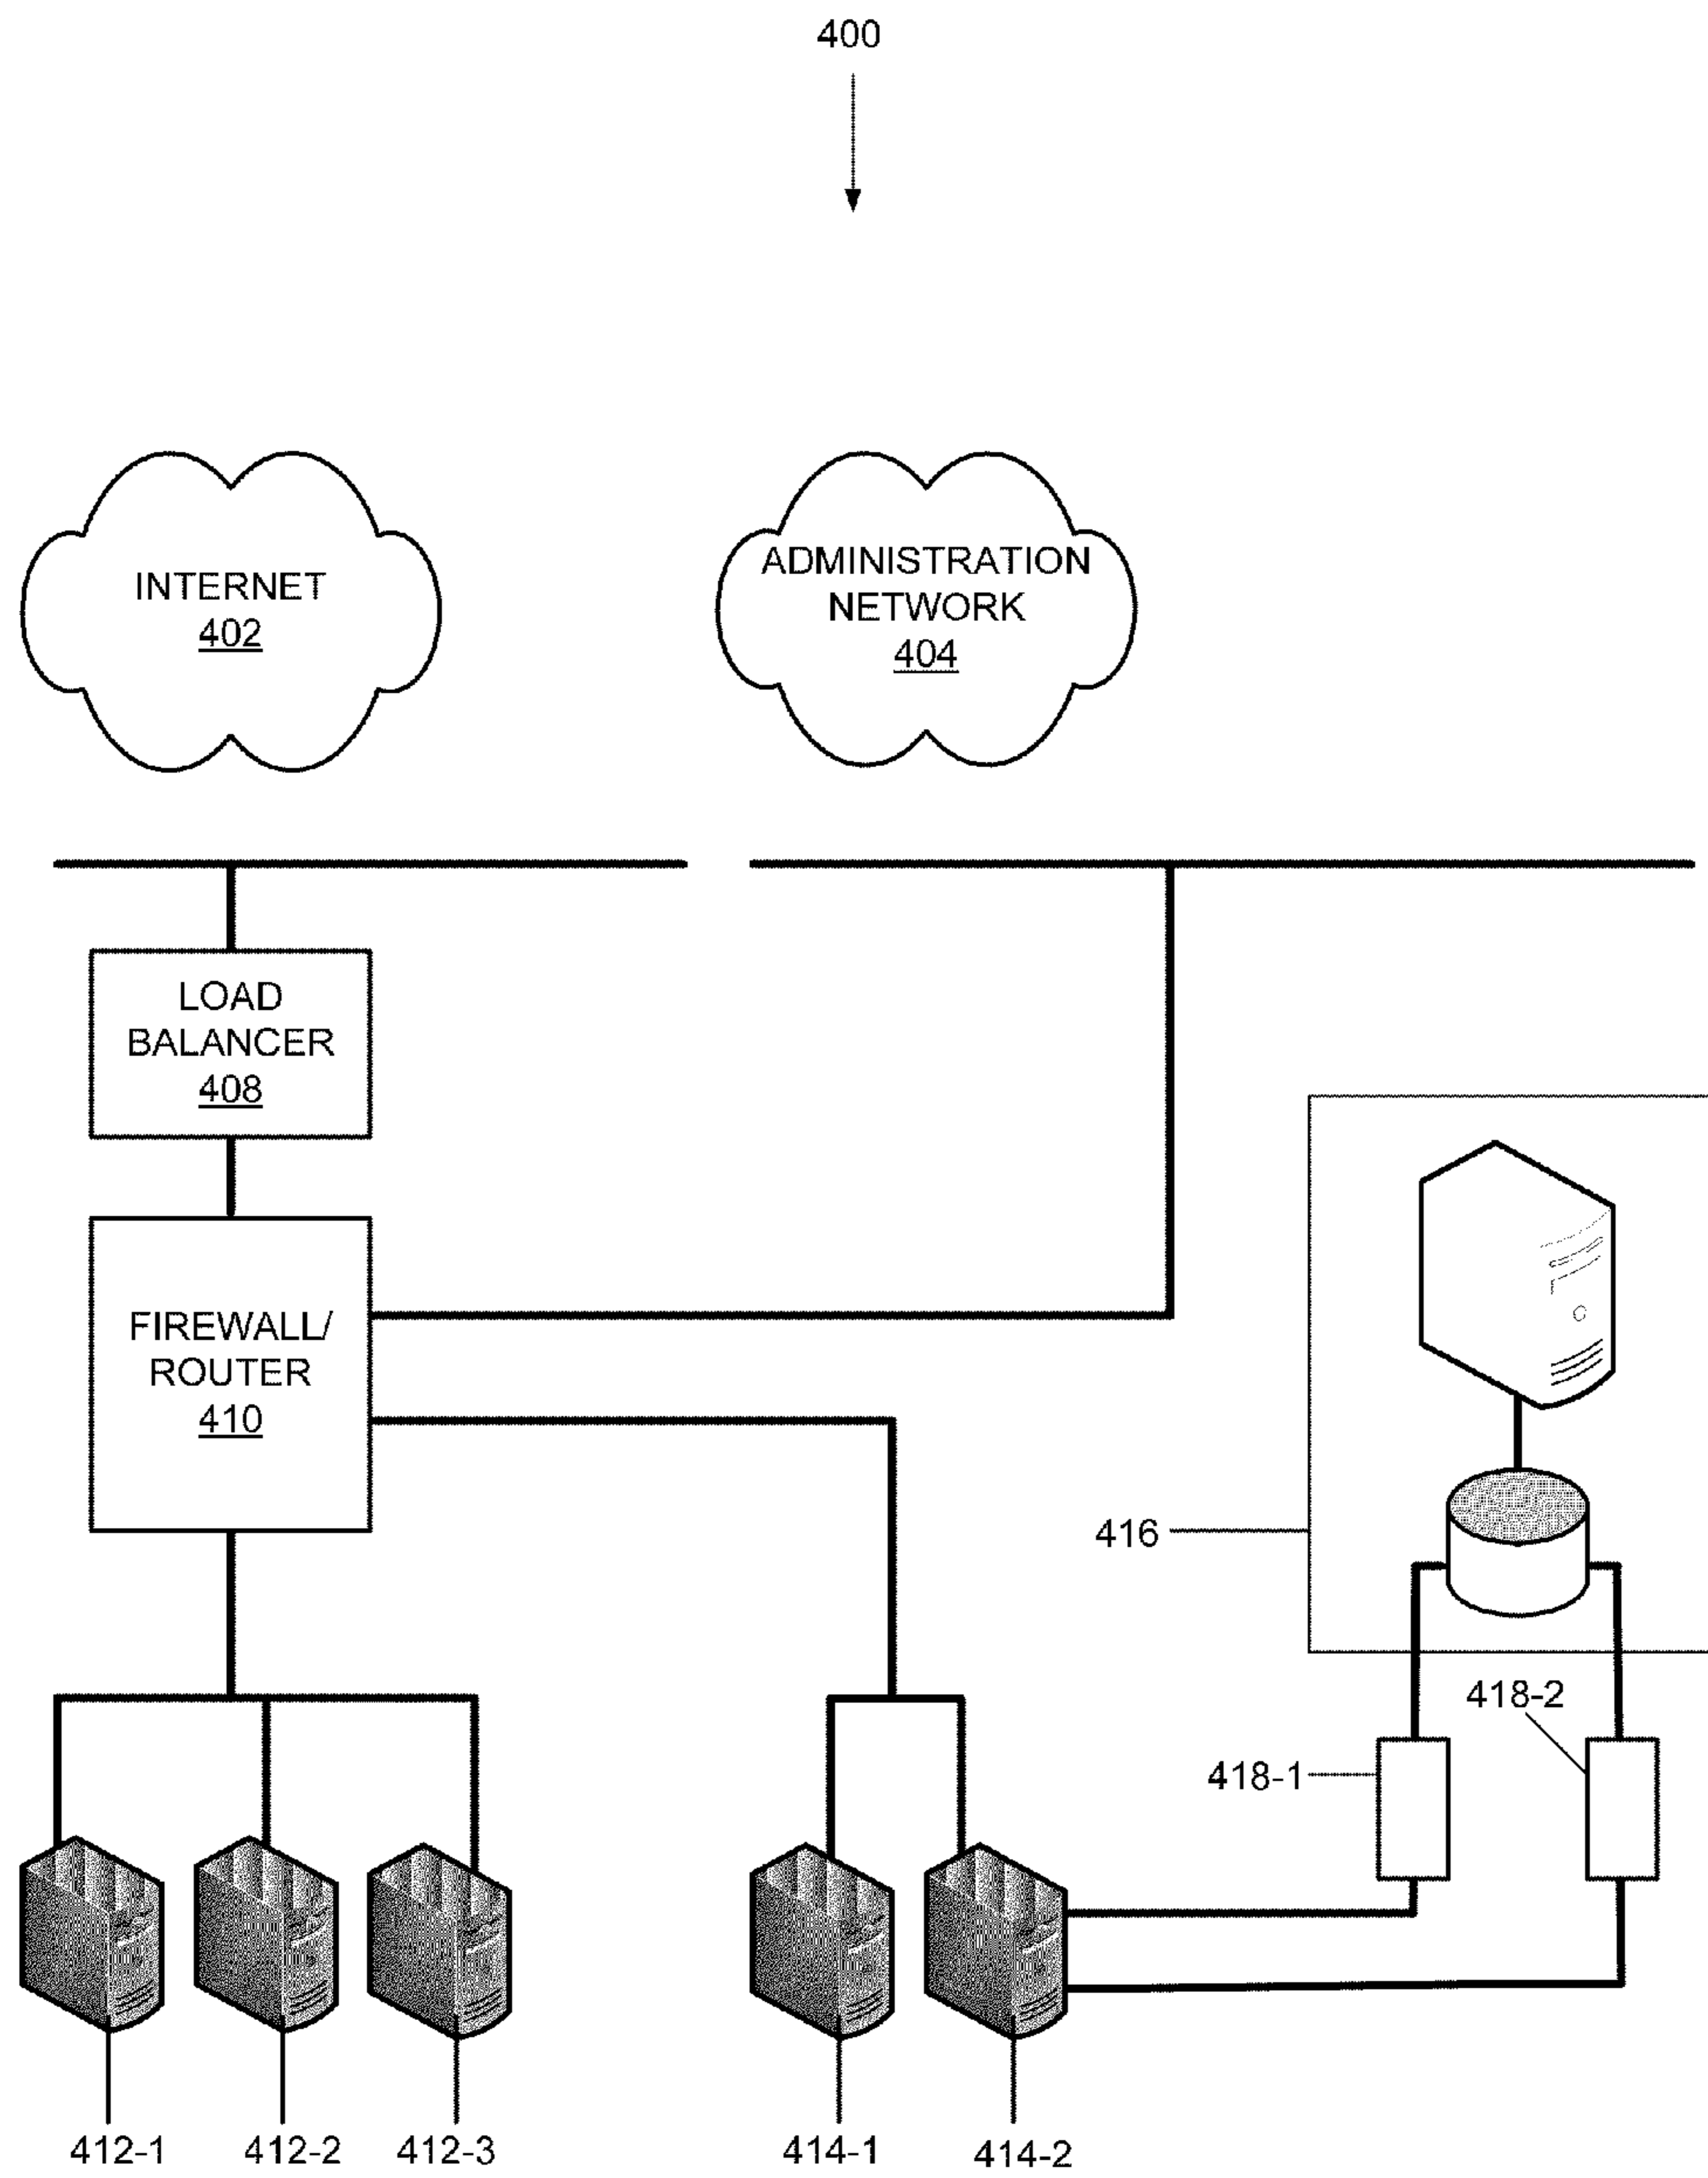 400
INTERNET
402
ADMINISTRATION
NETWORK
404
LOAD
BALANCER
408
FIREWALL/
ROUTER
410
416
418-2
418-1
412-1
412-2
412-3
414-1
414-2